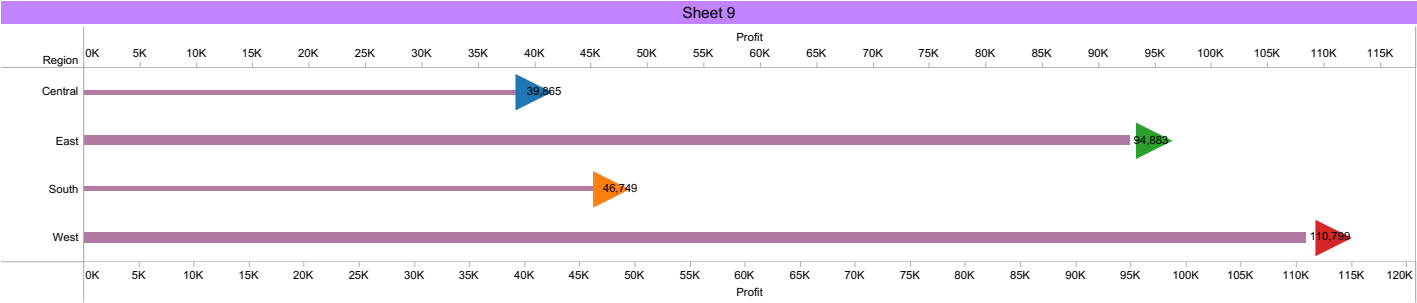 Sheet 9
Profit
Region
0K 5K 10K 15K 20K 25K 30K 35K 40K 45K 50K 55K 60K 65K 70K 75K 80K 85K 90K 95K 100K 105K 110K 115K
Central 39,865
East 94,883
South 46,749
West 110,799
0K 5K 10K 15K 20K 25K 30K 35K 40K 45K 50K 55K 60K 65K 70K 75K 80K 85K 90K 95K 100K 105K 110K 115K 120K
Profit